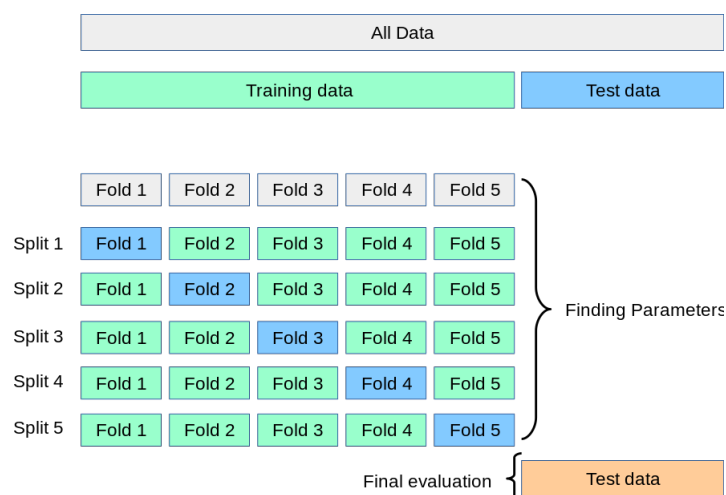 All Data
Training data Test data
Fold 1 Fold 2 Fold 3 Fold 4 Fold 5
Split 1 Fold 1 Fold 2 Fold 3 Fold 4 Fold 5
Split 2 Fold 1 Fold 2 Fold 3 Fold 4 Fold 5
Finding Parameters
Split 3 Fold 1 Fold 2 Fold 3 Fold 4 Fold 5
Split 4 Fold 1 Fold 2 Fold 3 Fold 4 Fold 5
Split 5 Fold 1 Fold 2 Fold 3 Fold 4 Fold 5
Final evaluation Test data